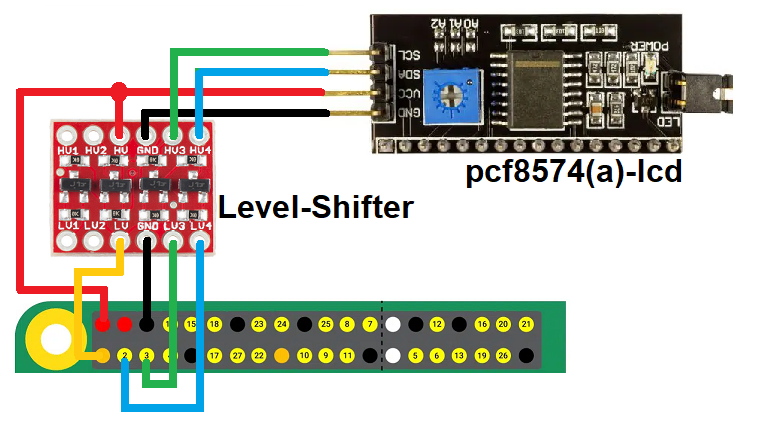 A0 A1 A2
POWER
SCL
SDA
VCC
GND
LED
pcf8574(a)-lcd
HV1 HV2 HV GND HV3 HV4
Level-Shifter
LV1 LV2 LV GND LV3 LV4
15 18 23 24 25 8 7 12 16 20 21
2 3 17 27 22 10 9 11 5 6 13 19 26